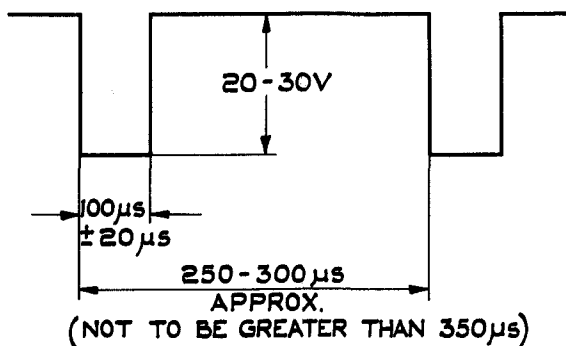 20-30V
100µs
±20µs
250-300µs
APPROX.
(NOT TO BE GREATER THAN 350µs)